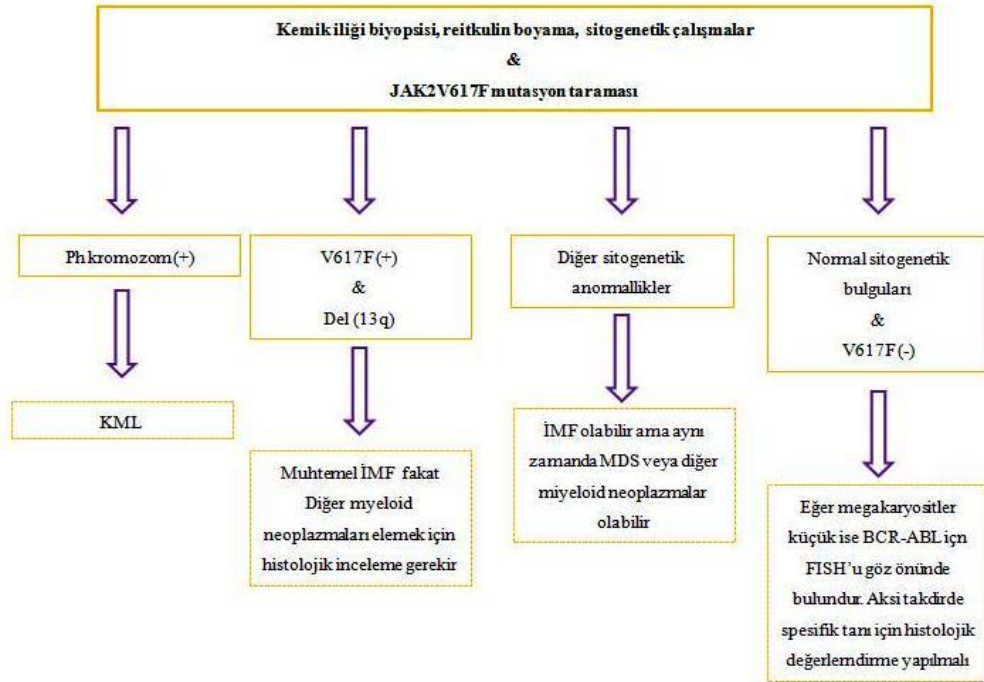 Kemik iliği biyopsisi, reitkulin boyama, sitogenetik çalışmalar
&
JAK2V617F mutasyon taraması
Ph kromozom (+)
V617F (+)
&
Del (13q)
Diğer sitogenetik
anormallikler
Normal sitogenetik
bulguları
&
V617F (-)
KML
Muhtemel İMF fakat
Diğer myeloid
neoplazmaları elemek için
histolojik inceleme gerekir
İMF olabilir ama aynı
zamanda MDS veya diğer
miyeloid neoplazmalar
olabilir
Eğer megakaryositler
küçük ise BCR-ABL için
FISH'u göz önünde
bulundur. Aksi takdirde
spesifik tanı için histolojik
değerlerndirme yapılmalı